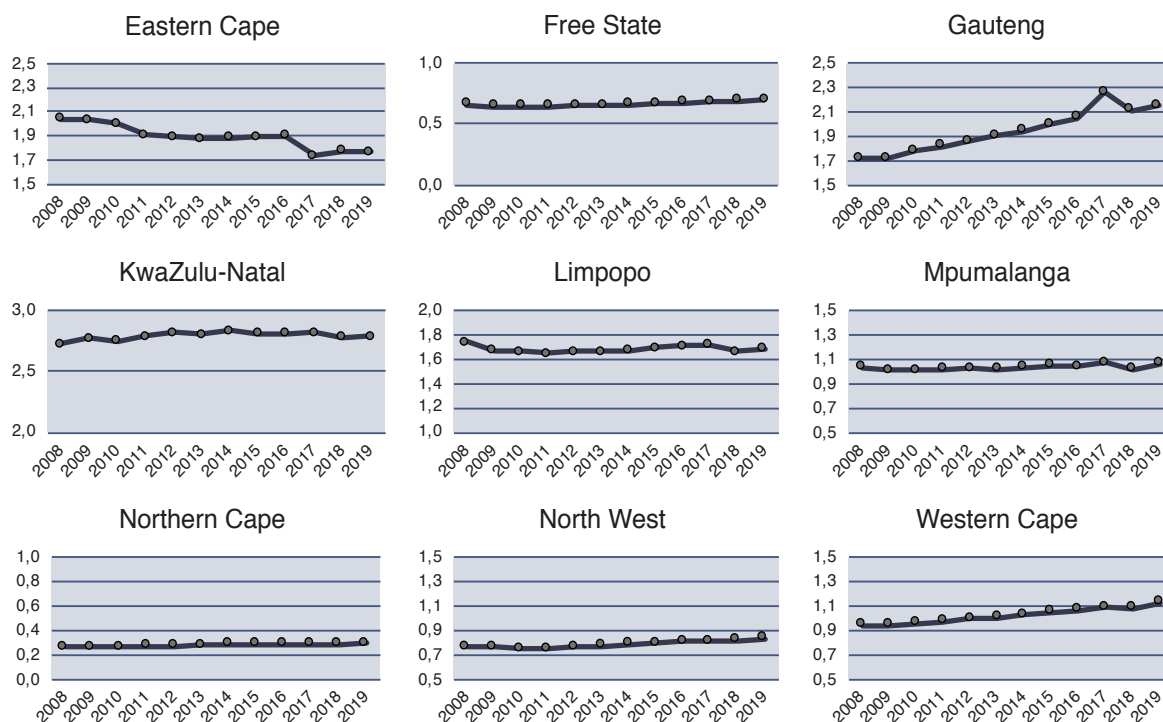 Eastern Cape
2,5
2,3
2,1
1,9
1,7
1,5
2008 2009 2010 2011 2012 2013 2014 2015 2016 2017 2018 2019
Free State
1,0
0,5
0,0
2008 2009 2010 2011 2012 2013 2014 2015 2016 2017 2018 2019
Gauteng
2,5
2,3
2,1
1,9
1,7
1,5
2008 2009 2010 2011 2012 2013 2014 2015 2016 2017 2018 2019
KwaZulu-Natal
3,0
2,5
2,0
2008 2009 2010 2011 2012 2013 2014 2015 2016 2017 2018 2019
Limpopo
2,0
1,8
1,6
1,4
1,2
1,0
2008 2009 2010 2011 2012 2013 2014 2015 2016 2017 2018 2019
Mpumalanga
1,5
1,3
1,1
0,9
0,7
0,5
2008 2009 2010 2011 2012 2013 2014 2015 2016 2017 2018 2019
Northern Cape
1,0
0,8
0,6
0,4
0,2
0,0
2008 2009 2010 2011 2012 2013 2014 2015 2016 2017 2018 2019
North West
1,5
1,3
1,1
0,9
0,7
0,5
2008 2009 2010 2011 2012 2013 2014 2015 2016 2017 2018 2019
Western Cape
1,5
1,3
1,1
0,9
0,7
0,5
2008 2009 2010 2011 2012 2013 2014 2015 2016 2017 2018 2019